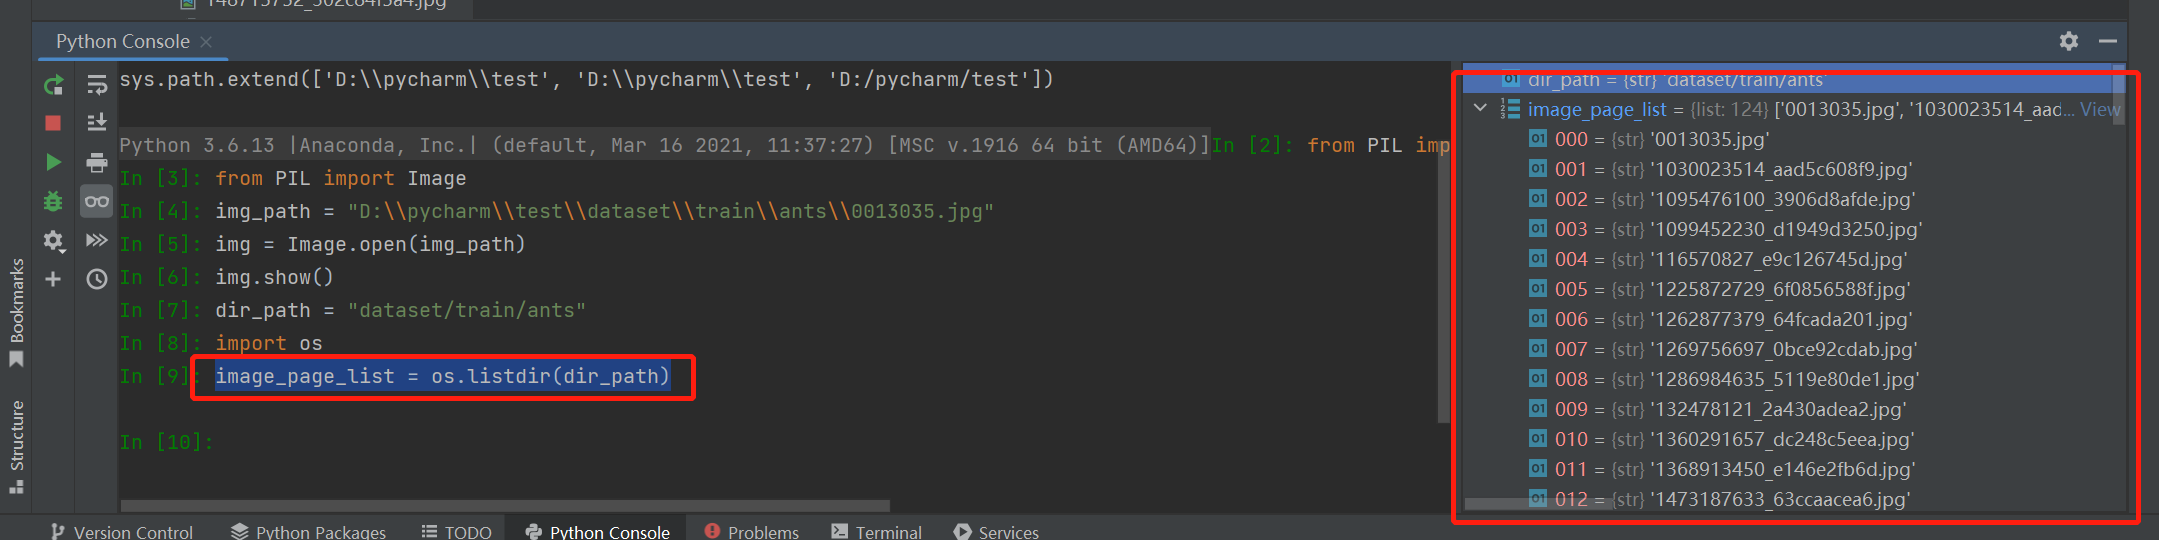 148715752_302c84f5a4.jpg
Python Console
sys.path.extend(['D:\\pycharm\\test', 'D:\\pycharm\\test', 'D:/pycharm/test'])
Python 3.6.13 |Anaconda, Inc.| (default, Mar 16 2021, 11:37:27) [MSC v.1916 64 bit (AMD64)]In [2]: from PIL imp
In [3]: from PIL import Image
In [4]: img_path = "D:\\pycharm\\test\\dataset\\train\\ants\\0013035.jpg"
In [5]: img = Image.open(img_path)
In [6]: img.show()
In [7]: dir_path = "dataset/train/ants"
In [8]: import os
In [9]: image_page_list = os.listdir(dir_path)
In [10]:
dir_path = {str} 'dataset/train/ants'
image_page_list = {list: 124} ['0013035.jpg', '1030023514_aad... View
000 = {str} '0013035.jpg'
001 = {str} '1030023514_aad5c608f9.jpg'
002 = {str} '1095476100_3906d8afde.jpg'
003 = {str} '1099452230_d1949d3250.jpg'
004 = {str} '116570827_e9c126745d.jpg'
005 = {str} '1225872729_6f0856588f.jpg'
006 = {str} '1262877379_64fcada201.jpg'
007 = {str} '1269756697_0bce92cdab.jpg'
008 = {str} '1286984635_5119e80de1.jpg'
009 = {str} '132478121_2a430adea2.jpg'
010 = {str} '1360291657_dc248c5eea.jpg'
011 = {str} '1368913450_e146e2fb6d.jpg'
012 = {str} '1473187633_63ccaacea6.jpg'
Bookmarks
Structure
Version Control
Python Packages
TODO
Python Console
Problems
Terminal
Services